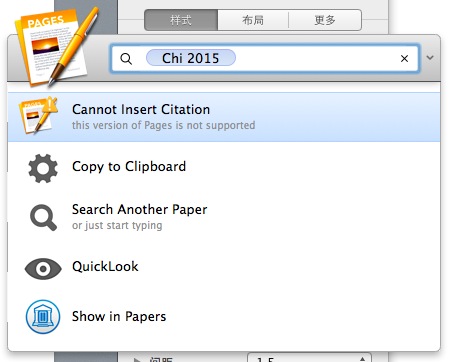 样式 布局 更多
PAGES
Chi 2015
Cannot Insert Citation
this version of Pages is not supported
Copy to Clipboard
Search Another Paper
or just start typing
QuickLook
Show in Papers
间距 1.5